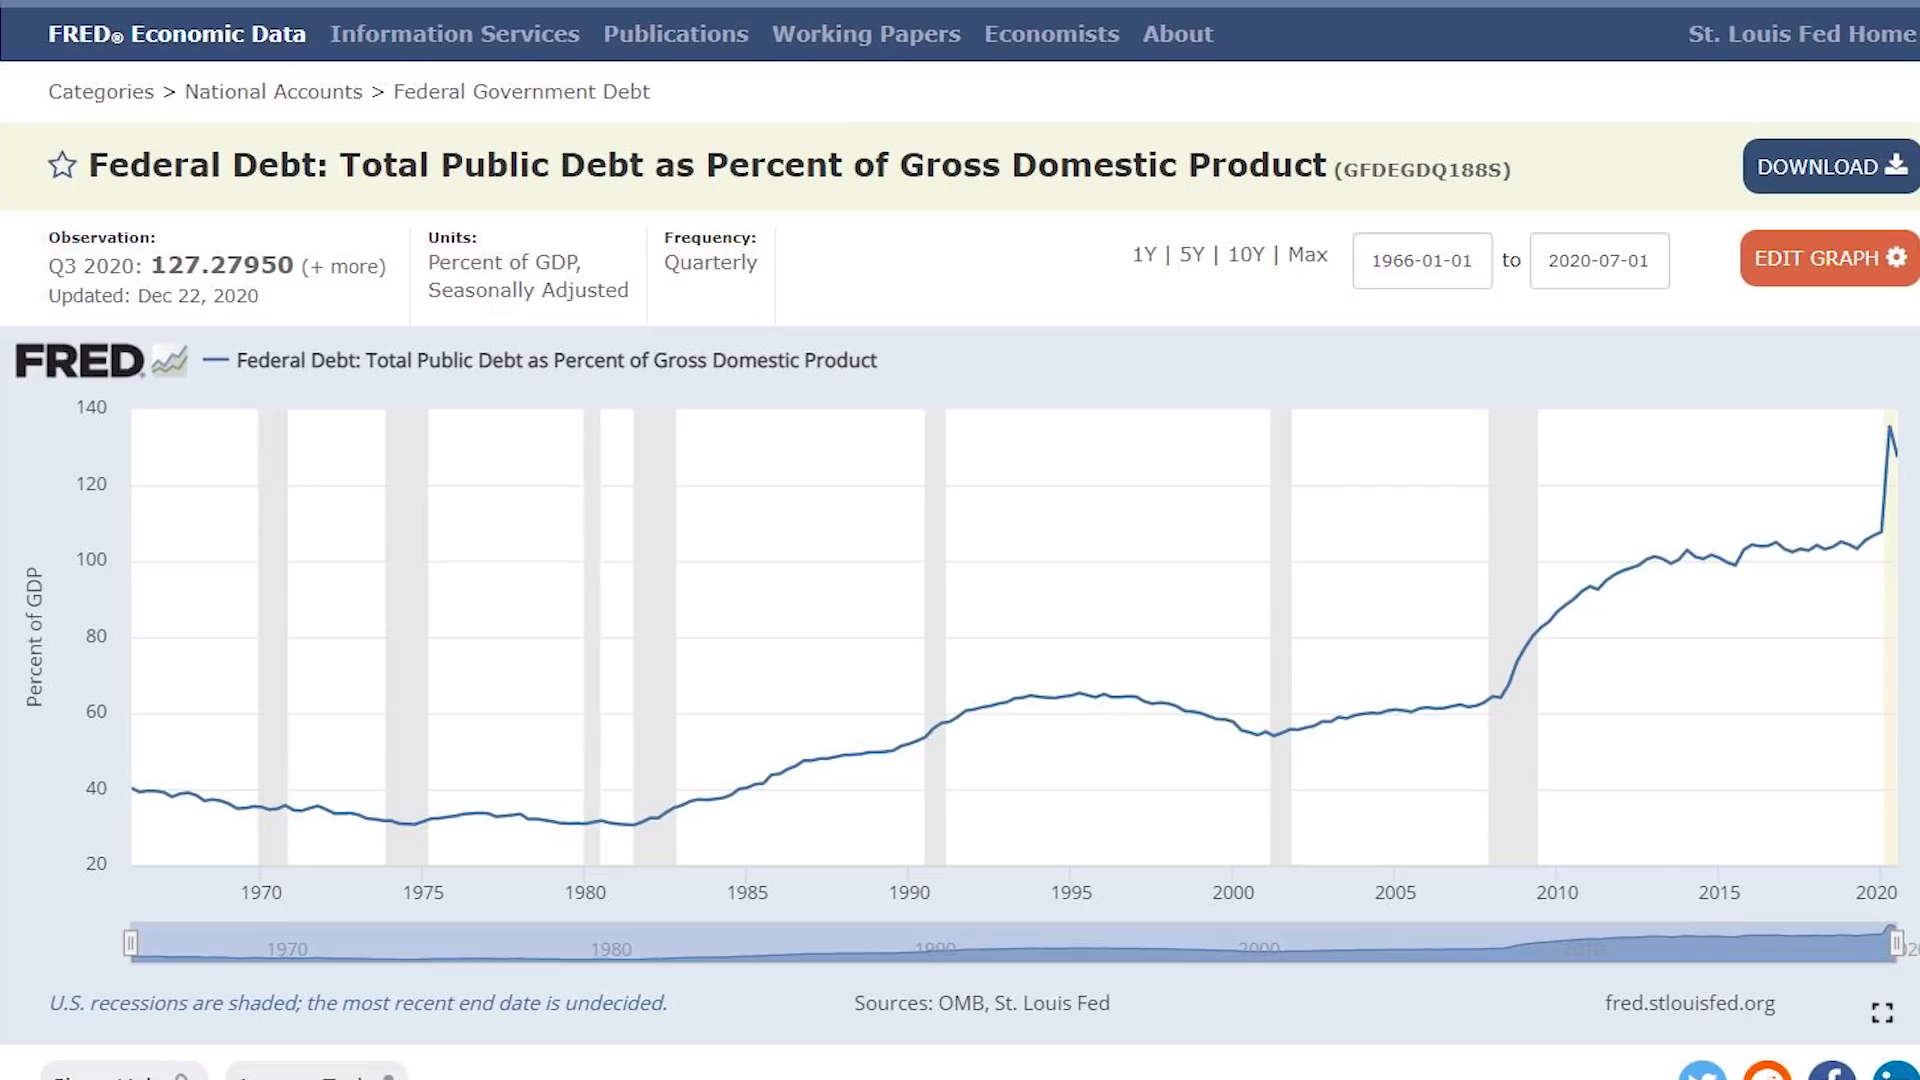 FRED® Economic Data Information Services Publications Working Papers Economists About St. Louis Fed Home
Categories > National Accounts > Federal Government Debt
Federal Debt: Total Public Debt as Percent of Gross Domestic Product (GFDEGDQ188S)
DOWNLOAD
Observation:
Q3 2020: 127.27950 (+ more)
Updated: Dec 22, 2020
Units:
Percent of GDP,
Seasonally Adjusted
Frequency:
Quarterly
1Y | 5Y | 10Y | Max 1966-01-01 to 2020-07-01
EDIT GRAPH
FRED Federal Debt: Total Public Debt as Percent of Gross Domestic Product
Percent of GDP
140
120
100
80
60
40
20
1970 1975 1980 1985 1990 1995 2000 2005 2010 2015 2020
1970 1980 1990 2000 2010
U.S. recessions are shaded; the most recent end date is undecided.
Sources: OMB, St. Louis Fed
fred.stlouisfed.org